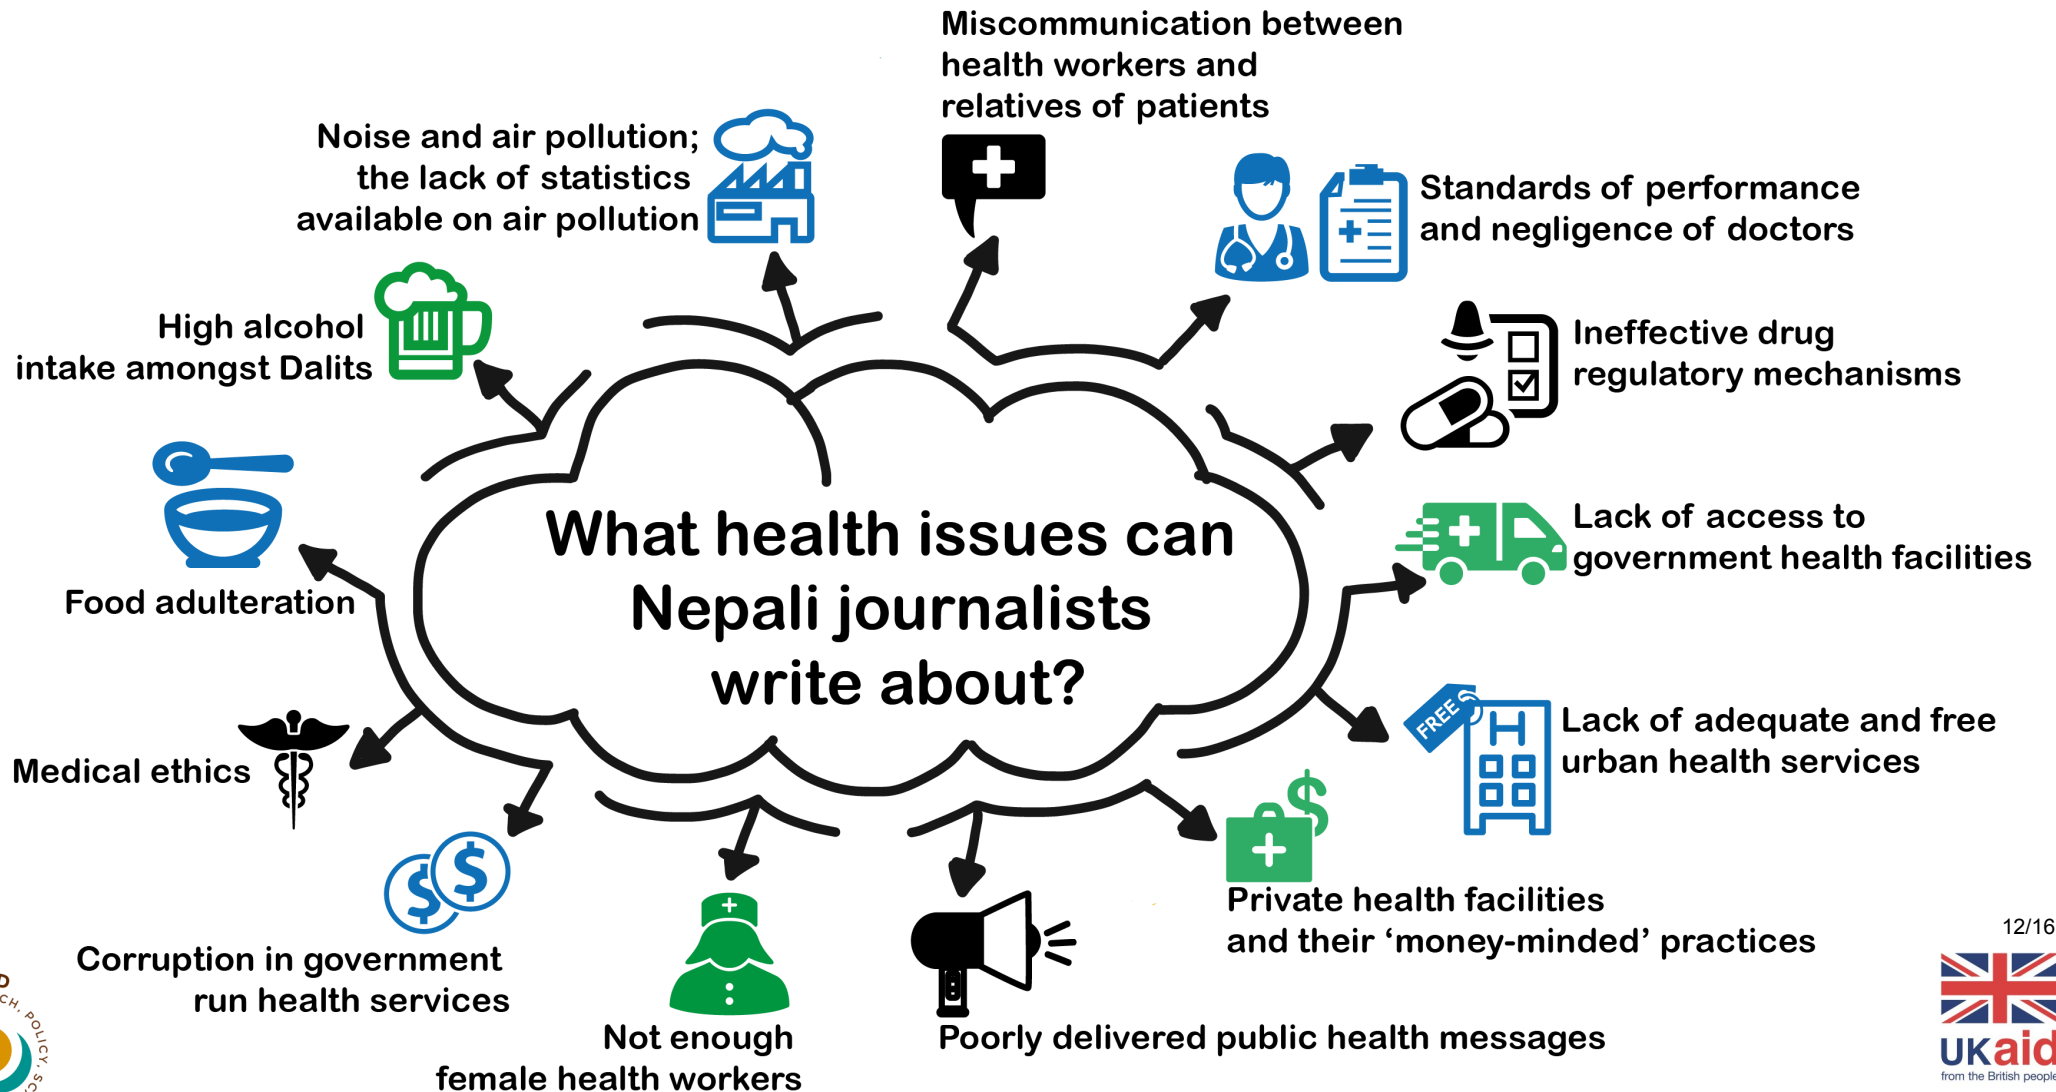 Miscommunication between
health workers and
relatives of patients
Noise and air pollution;
the lack of statistics
available on air pollution
Standards of performance
and negligence of doctors
High alcohol
intake amongst Dalits
Ineffective drug
regulatory mechanisms
What health issues can
Nepali journalists
write about?
Lack of access to
government health facilities
Food adulteration
FREE
Lack of adequate and free
urban health services
Medical ethics
$
$
$
Private health facilities
and their ‘money-minded’ practices
Corruption in government
run health services
Not enough
female health workers
Poorly delivered public health messages
12/16
UKaid
from the British people
POLICY,